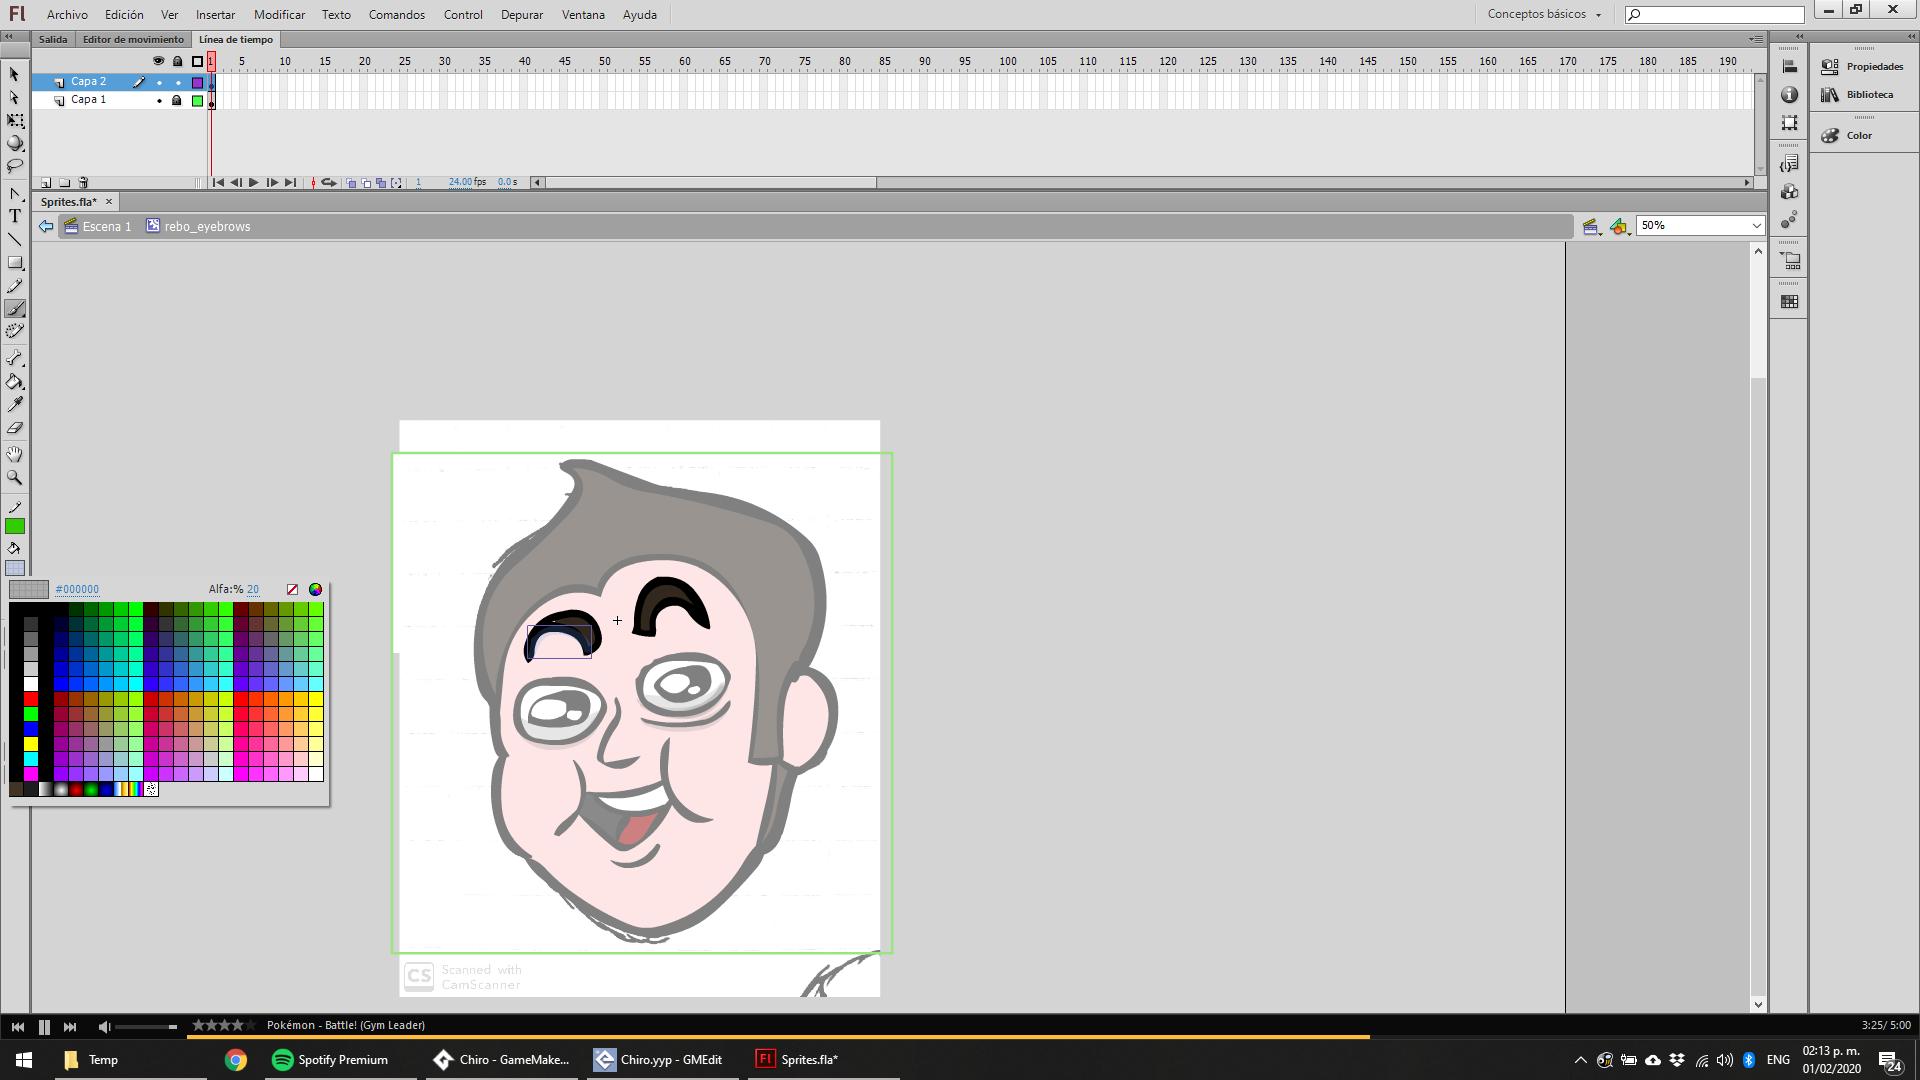 Fl Archivo Edición Ver Insertar Modificar Texto Comandos Control Depurar Ventana Ayuda Conceptos básicos
Salida Editor de movimiento Línea de tiempo
1 5 10 15 20 25 30 35 40 45 50 55 60 65 70 75 80 85 90 95 100 105 110 115 120 125 130 135 140 145 150 155 160 165 170 175 180 185 190
Propiedades
Capa 2
Biblioteca
Capa 1
Color
1 24.00 fps 0.0 s
Sprites.fla* ×
Escena 1 rebo_eyebrows 50%
T
#000000 Alfa:% 20
CS Scanned with
CamScanner
Pokémon - Battle! (Gym Leader) 3:25/ 5:00
Temp Spotify Premium Chiro - GameMake... Chiro.yyp - GMEdit Fl Sprites.fla* ENG 02:13 p. m.
01/02/2020 24